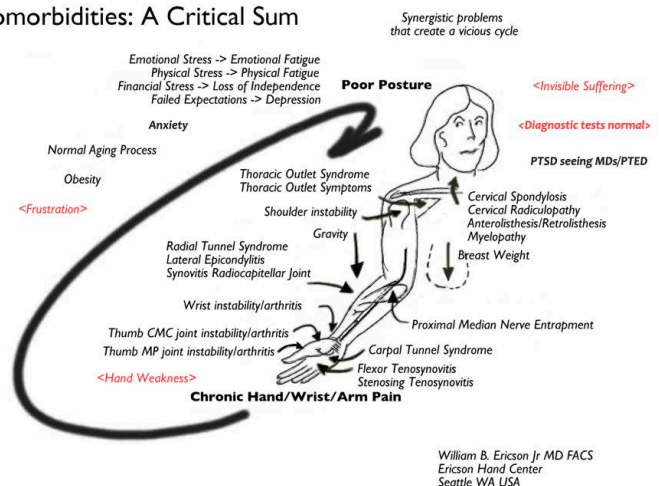 omorbidities: A Critical Sum
Synergistic problems
that create a vicious cycle
Emotional Stress -> Emotional Fatigue
Physical Stress -> Physical Fatigue
Financial Stress -> Loss of Independence
Failed Expectations -> Depression
Poor Posture
<Invisible Suffering>
Anxiety
<Diagnostic tests normal>
Normal Aging Process
PTSD seeing MDs/PTED
Obesity
Thoracic Outlet Syndrome
Thoracic Outlet Symptoms
<Frustration>
Shoulder instability
Cervical Spondylosis
Cervical Radiculopathy
Anterolisthesis/Retrolisthesis
Myelopathy
Gravity
Radial Tunnel Syndrome
Lateral Epicondylitis
Synovitis Radiocapitellar Joint
Breast Weight
Wrist instability/arthritis
Proximal Median Nerve Entrapment
Thumb CMC joint instability/arthritis
Thumb MP joint instability/arthritis
Carpal Tunnel Syndrome
<Hand Weakness>
Flexor Tenosynovitis
Stenosing Tenosynovitis
Chronic Hand/Wrist/Arm Pain
William B. Ericson Jr MD FACS
Ericson Hand Center
Seattle WA USA